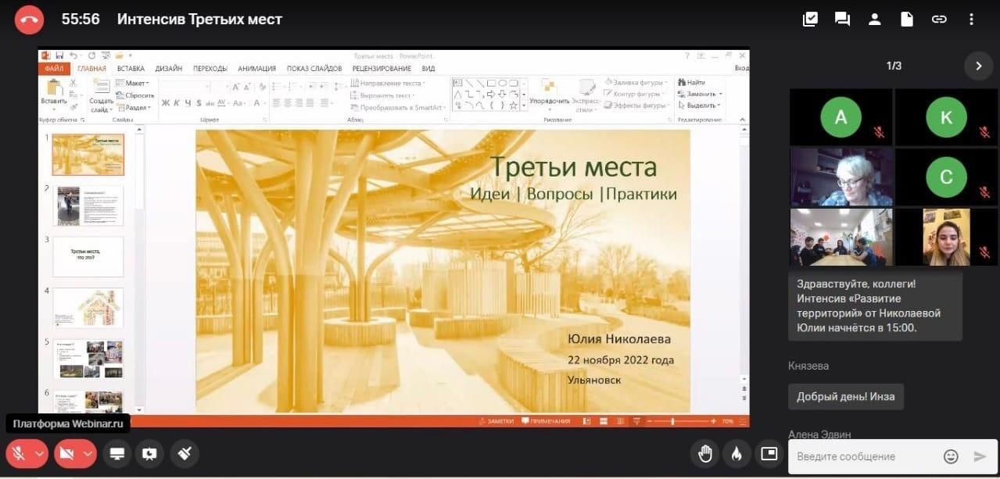 55:56 Интенсив Третьих мест
Третьи места - PowerPoint
ФАЙЛ ГЛАВНАЯ ВСТАВКА ДИЗАЙН ПЕРЕХОДЫ АНИМАЦИЯ ПОКАЗ СЛАЙДОВ РЕЦЕНЗИРОВАНИЕ ВИД Вход
Вставить
Создать слайд
Макет
Сбросить
Раздел
Ж К Ч S abc AV Aa A
Направление текста
Выровнять текст
Преобразовать в SmartArt
Упорядочить
Экспресс-стили
Заливка фигуры
Контур фигуры
Эффекты фигуры
Найти
Заменить
Выделить
Буфер обмена Слайды Шрифт Абзац Рисование Редактирование
1
2
3
Третьи места,
что это?
4
5
6
Третьи места
Идеи | Вопросы |Практики
Юлия Николаева
22 ноября 2022 года
Ульяновск
ЗАМЕТКИ ПРИМЕЧАНИЯ 70%
Платформа Webinar.ru
1/3
A
K
C
Здравствуйте, коллеги!
Интенсив «Развитие
территорий» от Николаевой
Юлии начнётся в 15:00.
Князева
Добрый день! Инза
Алена Эдвин
Введите сообщение